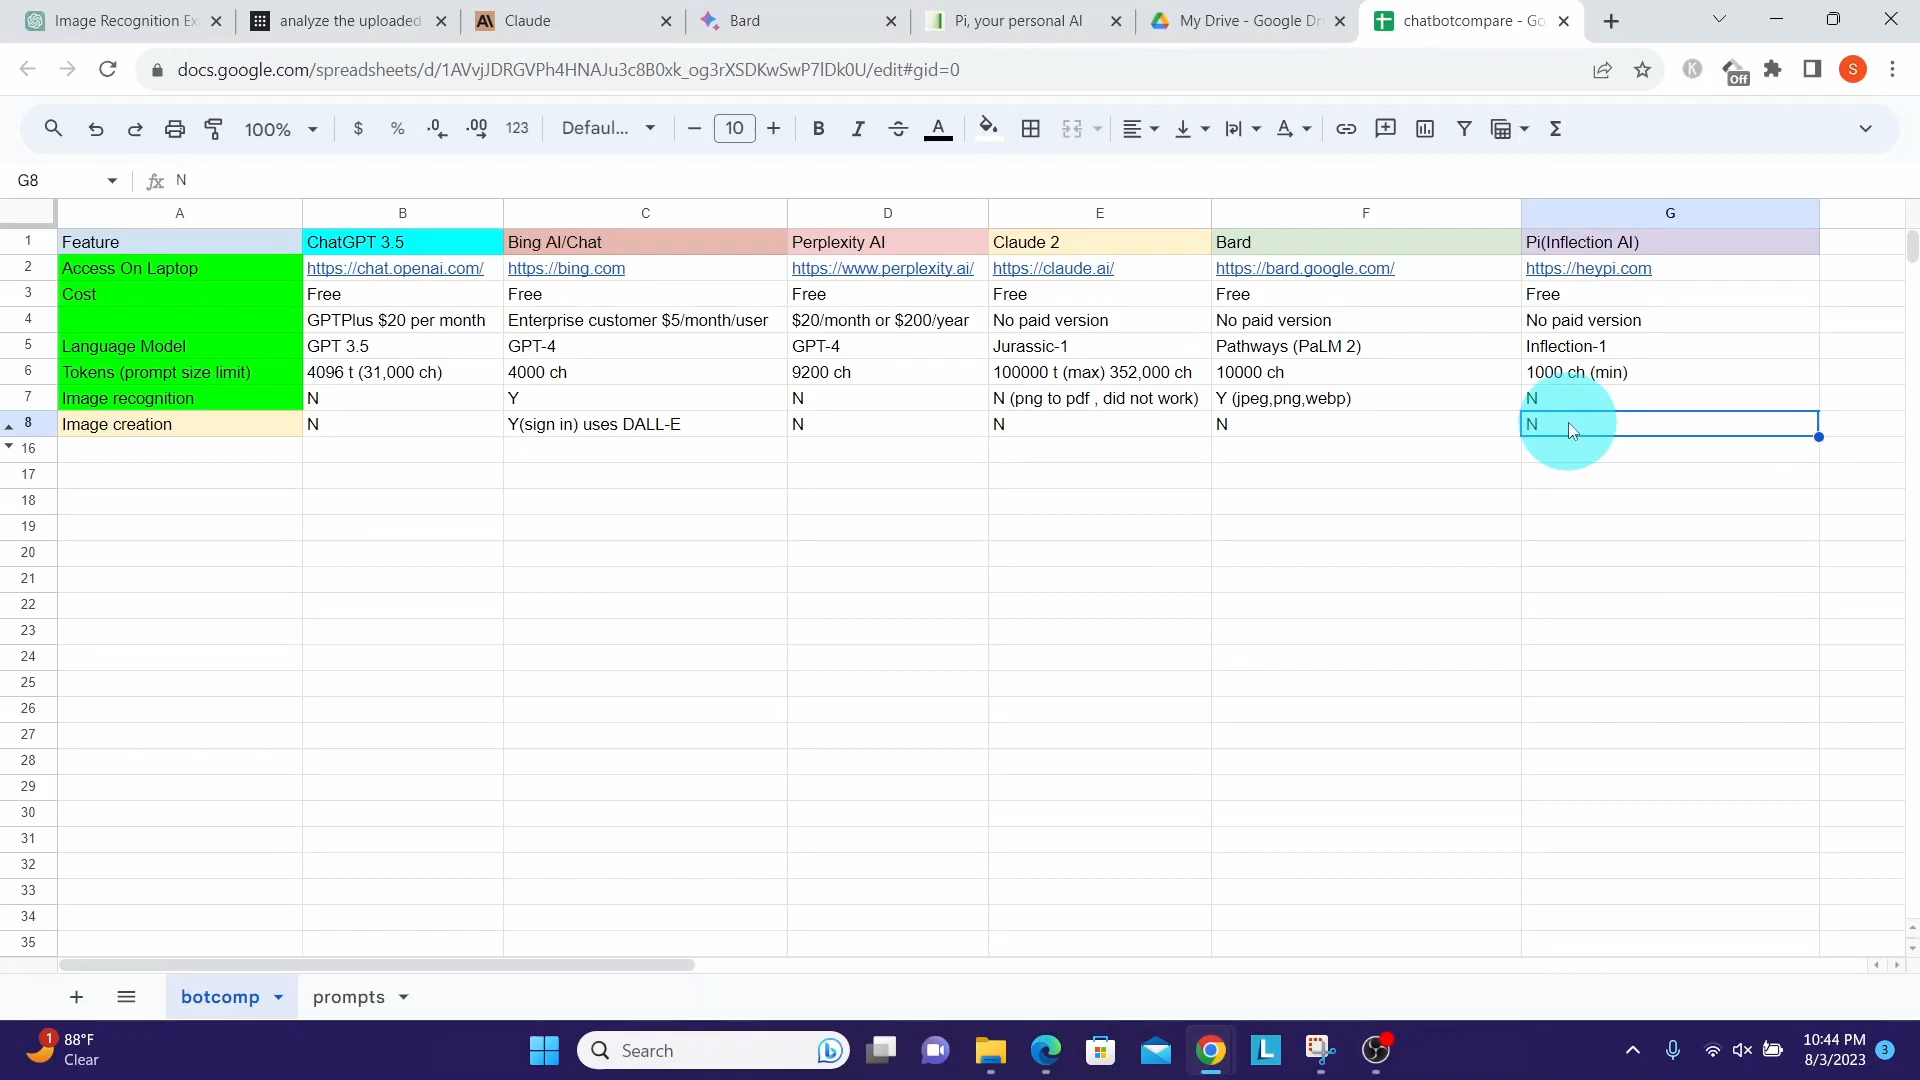 Image Recognition Ex
analyze the uploaded
Claude
Bard
Pi, your personal AI
My Drive - Google Dri
chatbotcompare - Go
docs.google.com/spreadsheets/d/1AVvjJDRGVPh4HNAJu3c8B0xk_og3rXSDKwSwP7lDk0U/edit#gid=0
K
Off
S
100%
$
%
.0
.00
123
Defaul...
10
B
I
A
A
Σ
G8
fx
N
A B C D E F G
1 Feature ChatGPT 3.5 Bing AI/Chat Perplexity AI Claude 2 Bard Pi(Inflection AI)
2 Access On Laptop https://chat.openai.com/ https://bing.com https://www.perplexity.ai/ https://claude.ai/ https://bard.google.com/ https://heypi.com
3 Cost Free Free Free Free Free Free
4 GPTPlus $20 per month Enterprise customer $5/month/user $20/month or $200/year No paid version No paid version No paid version
5 Language Model GPT 3.5 GPT-4 GPT-4 Jurassic-1 Pathways (PaLM 2) Inflection-1
6 Tokens (prompt size limit) 4096 t (31,000 ch) 4000 ch 9200 ch 100000 t (max) 352,000 ch 10000 ch 1000 ch (min)
7 Image recognition N Y N N (png to pdf , did not work) Y (jpeg,png,webp) N
8 Image creation N Y(sign in) uses DALL-E N N N N
16
17
18
19
20
21
22
23
24
25
26
27
28
29
30
31
32
33
34
35
botcomp
prompts
1
88°F
Clear
Search
L
10:44 PM
8/3/2023
3